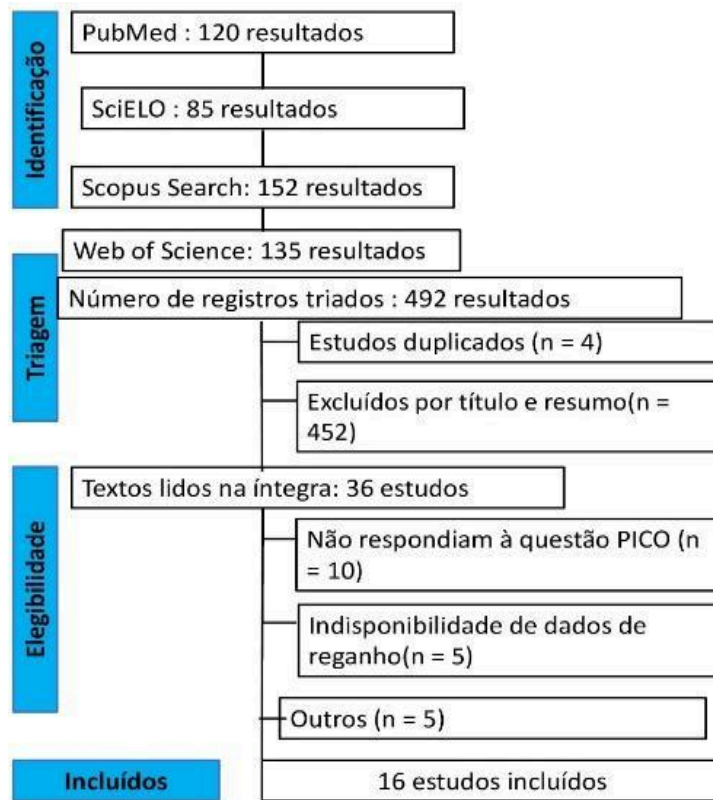 Identificação
PubMed : 120 resultados
SciELO : 85 resultados
Scopus Search: 152 resultados
Triagem
Web of Science: 135 resultados
Número de registros triados : 492 resultados
Estudos duplicados (n = 4)
Excluídos por título e resumo(n =
452)
Elegibilidade
Textos lidos na íntegra: 36 estudos
Não respondiam à questão PICO (n
= 10)
Indisponibilidade de dados de
reganho(n = 5)
Outros (n = 5)
Incluídos
16 estudos incluídos